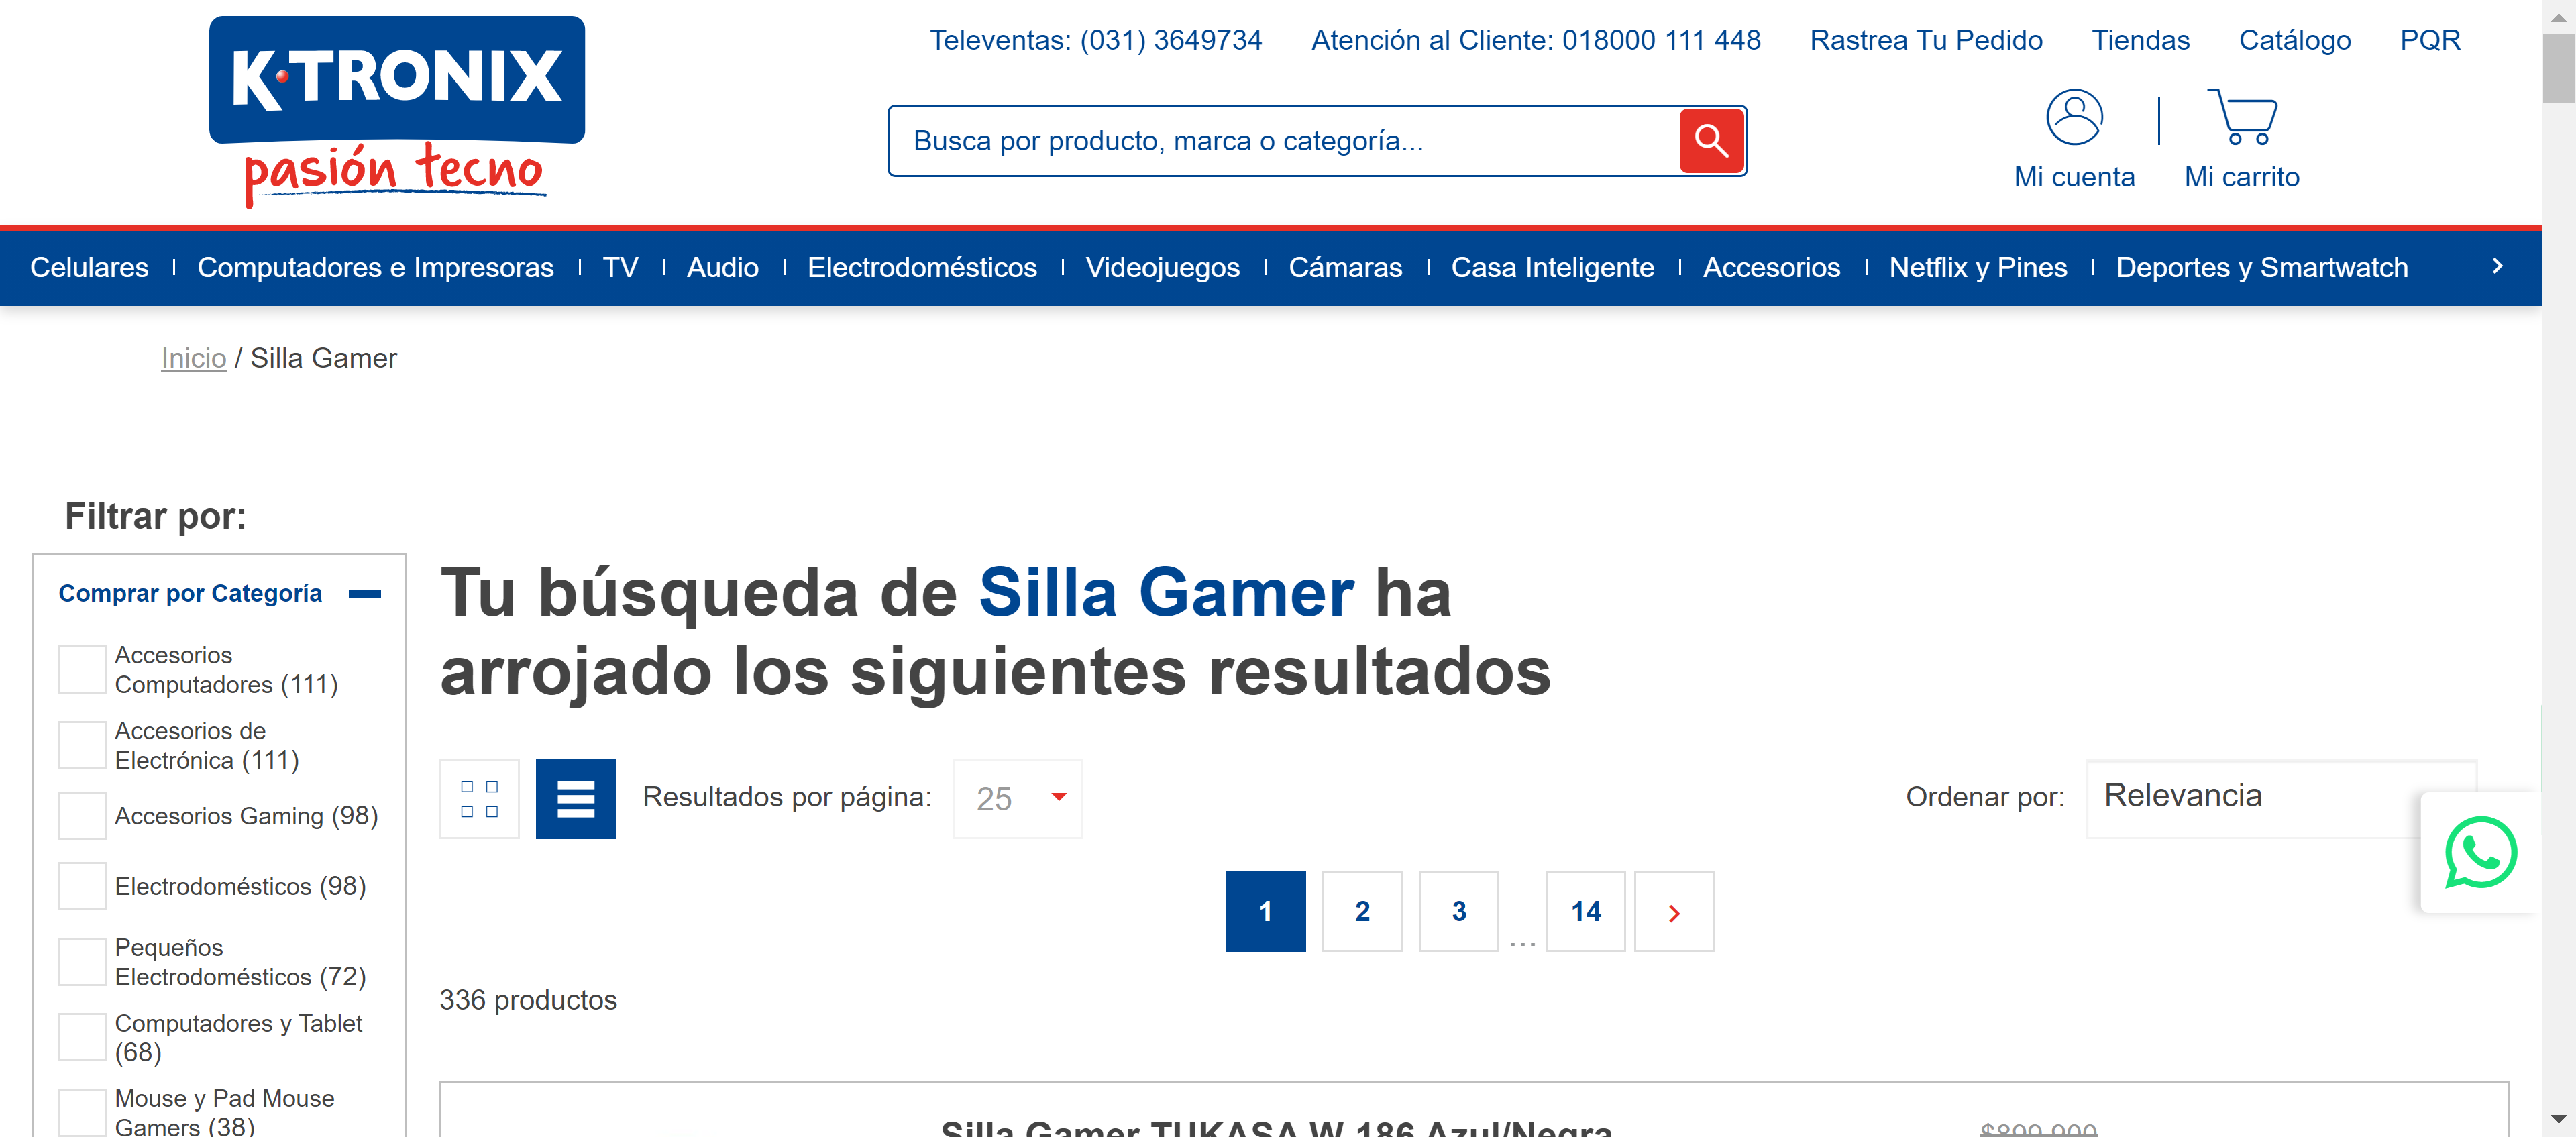 K·TRONIX
pasión tecno
Televentas: (031) 3649734 Atención al Cliente: 018000 111 448 Rastrea Tu Pedido Tiendas Catálogo PQR
Busca por producto, marca o categoría...
Mi cuenta
Mi carrito
Celulares Computadores e Impresoras TV Audio Electrodomésticos Videojuegos Cámaras Casa Inteligente Accesorios Netflix y Pines Deportes y Smartwatch
Inicio / Silla Gamer
Filtrar por:
Comprar por Categoría
Accesorios
Computadores (111)
Accesorios de
Electrónica (111)
Accesorios Gaming (98)
Electrodomésticos (98)
Pequeños
Electrodomésticos (72)
Computadores y Tablet
(68)
Mouse y Pad Mouse
Gamers (38)
Tu búsqueda de Silla Gamer ha
arrojado los siguientes resultados
Resultados por página: 25
Ordenar por: Relevancia
1 2 3 ... 14
336 productos
Silla Gamer TUKASA W 186 Azul/Negra
$899.900